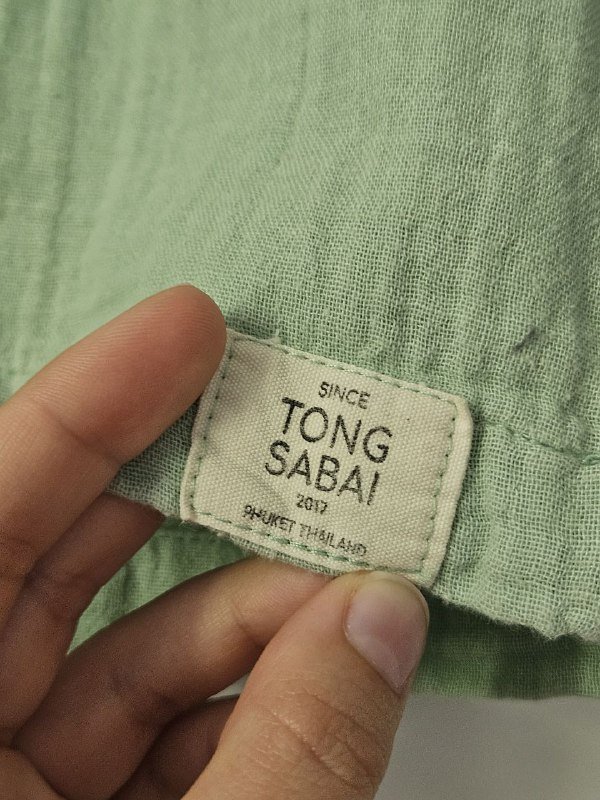 SINCE
TONG
SABAI
2017
PHUKET THAILAND